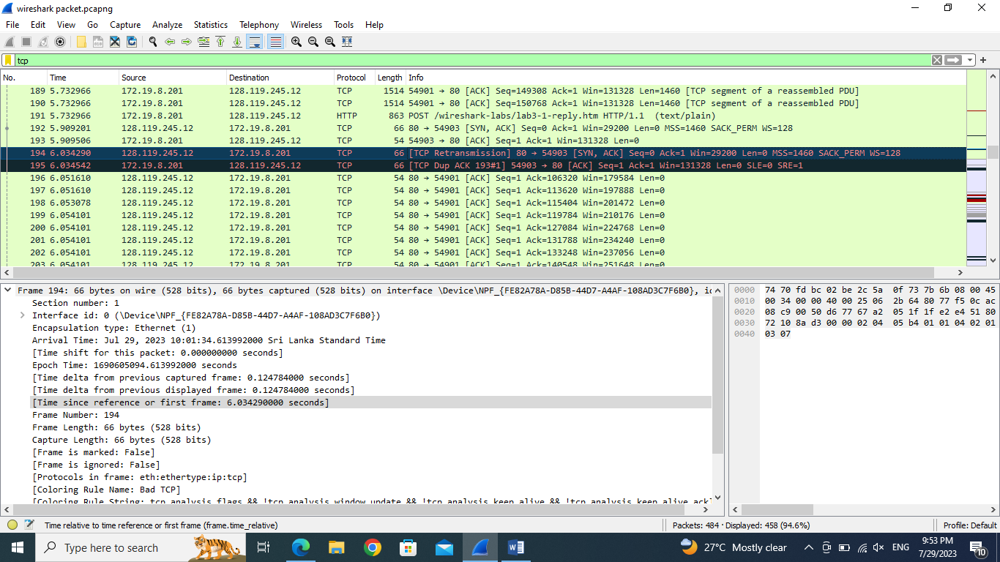 wireshark packet.pcapng
File Edit View Go Capture Analyze Statistics Telephony Wireless Tools Help
tcp
No. Time Source Destination Protocol Length Info
189 5.732966 172.19.8.201 128.119.245.12 TCP 1514 54901 → 80 [ACK] Seq=149308 Ack=1 Win=131328 Len=1460 [TCP segment of a reassembled PDU]
190 5.732966 172.19.8.201 128.119.245.12 TCP 1514 54901 → 80 [ACK] Seq=150768 Ack=1 Win=131328 Len=1460 [TCP segment of a reassembled PDU]
191 5.732966 172.19.8.201 128.119.245.12 HTTP 863 POST /wireshark-labs/lab3-1-reply.htm HTTP/1.1 (text/plain)
192 5.909201 128.119.245.12 172.19.8.201 TCP 66 80 → 54903 [SYN, ACK] Seq=0 Ack=1 Win=29200 Len=0 MSS=1460 SACK_PERM WS=128
193 5.909506 172.19.8.201 128.119.245.12 TCP 54 54903 → 80 [ACK] Seq=1 Ack=1 Win=131328 Len=0
194 6.034290 128.119.245.12 172.19.8.201 TCP 66 [TCP Retransmission] 80 → 54903 [SYN, ACK] Seq=0 Ack=1 Win=29200 Len=0 MSS=1460 SACK_PERM WS=128
195 6.034542 172.19.8.201 128.119.245.12 TCP 66 [TCP Dup ACK 193#1] 54903 → 80 [ACK] Seq=1 Ack=1 Win=131328 Len=0 SLE=0 SRE=1
196 6.051610 128.119.245.12 172.19.8.201 TCP 54 80 → 54901 [ACK] Seq=1 Ack=106320 Win=179584 Len=0
197 6.051610 128.119.245.12 172.19.8.201 TCP 54 80 → 54901 [ACK] Seq=1 Ack=113620 Win=197888 Len=0
198 6.053078 128.119.245.12 172.19.8.201 TCP 54 80 → 54901 [ACK] Seq=1 Ack=115404 Win=201472 Len=0
199 6.054101 128.119.245.12 172.19.8.201 TCP 54 80 → 54901 [ACK] Seq=1 Ack=119784 Win=210176 Len=0
200 6.054101 128.119.245.12 172.19.8.201 TCP 54 80 → 54901 [ACK] Seq=1 Ack=127084 Win=224768 Len=0
201 6.054101 128.119.245.12 172.19.8.201 TCP 54 80 → 54901 [ACK] Seq=1 Ack=131788 Win=234240 Len=0
202 6.054101 128.119.245.12 172.19.8.201 TCP 54 80 → 54901 [ACK] Seq=1 Ack=133248 Win=237056 Len=0
203 6.054101 128.119.245.12 172.19.8.201 TCP 54 80 → 54901 [ACK] Seq=1 Ack=140548 Win=251648 Len=0
Frame 194: 66 bytes on wire (528 bits), 66 bytes captured (528 bits) on interface \Device\NPF_{FE82A78A-D85B-44D7-A4AF-108AD3C7F6B0},
Section number: 1
Interface id: 0 (\Device\NPF_{FE82A78A-D85B-44D7-A4AF-108AD3C7F6B0})
Encapsulation type: Ethernet (1)
Arrival Time: Jul 29, 2023 10:01:34.613992000 Sri Lanka Standard Time
[Time shift for this packet: 0.000000000 seconds]
Epoch Time: 1690605094.613992000 seconds
[Time delta from previous captured frame: 0.124784000 seconds]
[Time delta from previous displayed frame: 0.124784000 seconds]
[Time since reference or first frame: 6.034290000 seconds]
Frame Number: 194
Frame Length: 66 bytes (528 bits)
Capture Length: 66 bytes (528 bits)
[Frame is marked: False]
[Frame is ignored: False]
[Protocols in frame: eth:ethertype:ip:tcp]
[Coloring Rule Name: Bad TCP]
[Coloring Rule String: tcp.analysis.flags && !tcp.analysis.window_update && !tcp.analysis.keep_alive && !tcp.analysis.keep_alive_ack
0000 74 70 fd bc 02 be 2c 5a 0f 73 7b 6b 08 00 45
0010 00 34 00 00 40 00 25 06 2b 64 80 77 f5 0c ac
0020 08 c9 00 50 d6 77 67 a2 05 1f 1f e2 e4 51 80
0030 72 10 8a d3 00 00 02 04 05 b4 01 01 04 02 01
0040 03 07
Time relative to time reference or first frame (frame.time_relative)
Packets: 484 · Displayed: 458 (94.6%)
Profile: Default
Type here to search
27°C Mostly clear
ENG
9:53 PM
7/29/2023
10